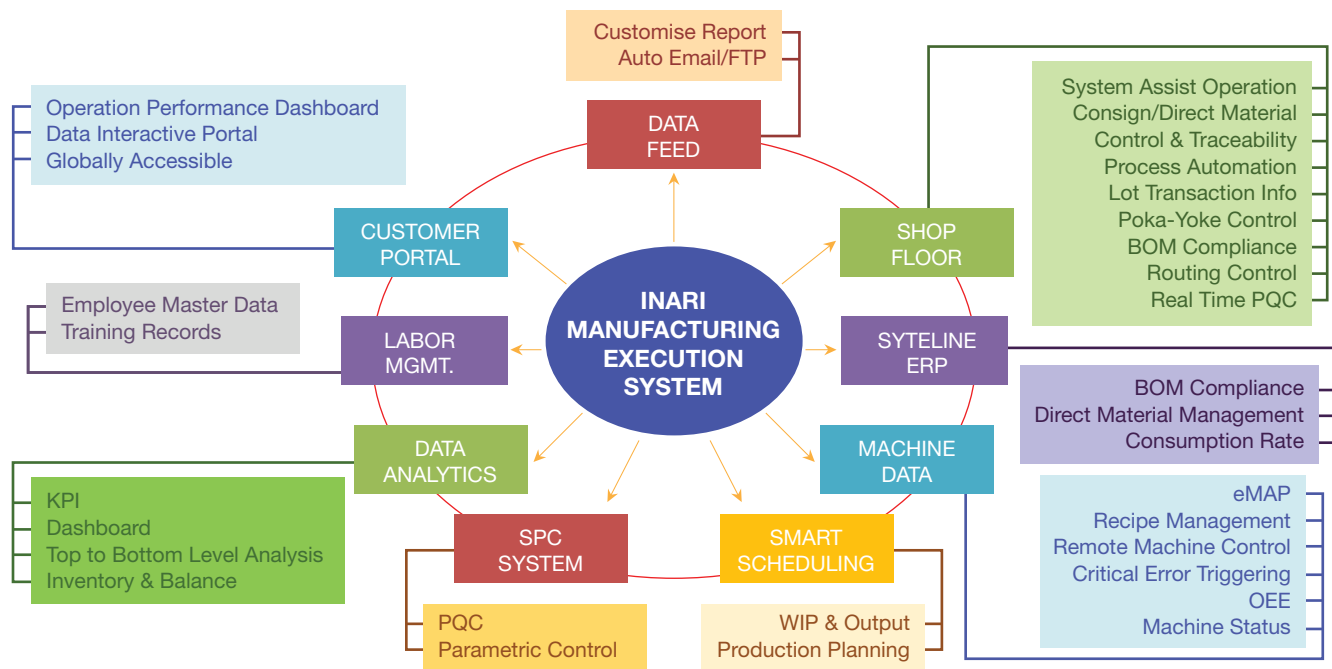 Customise Report
Auto Email/FTP
DATA
FEED
Operation Performance Dashboard
Data Interactive Portal
Globally Accessible
CUSTOMER
PORTAL
System Assist Operation
Consign/Direct Material
Control & Traceability
Process Automation
Lot Transaction Info
Poka-Yoke Control
BOM Compliance
Routing Control
Real Time PQC
SHOP
FLOOR
INARI
MANUFACTURING
EXECUTION
SYSTEM
Employee Master Data
Training Records
LABOR
MGMT.
SYTELINE
ERP
BOM Compliance
Direct Material Management
Consumption Rate
DATA
ANALYTICS
KPI
Dashboard
Top to Bottom Level Analysis
Inventory & Balance
MACHINE
DATA
eMAP
Recipe Management
Remote Machine Control
Critical Error Triggering
OEE
Machine Status
SPC
SYSTEM
PQC
Parametric Control
SMART
SCHEDULING
WIP & Output
Production Planning